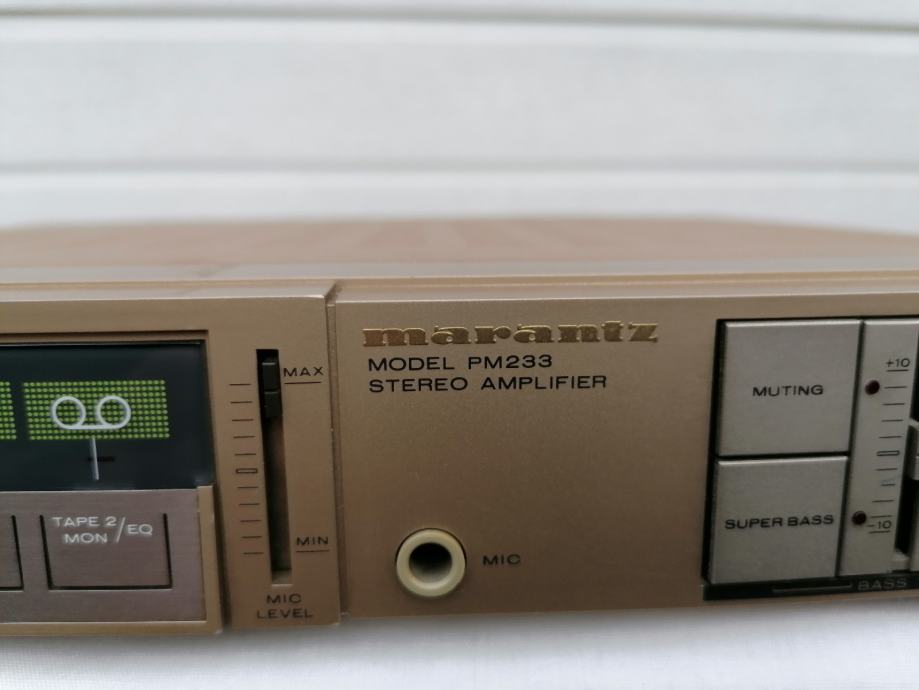 marantz
MODEL PM233
STEREO AMPLIFIER
MAX
MIN
MIC
LEVEL
TAPE 2
MON /EQ
MIC
MUTING
SUPER BASS
+10
-10
BASS